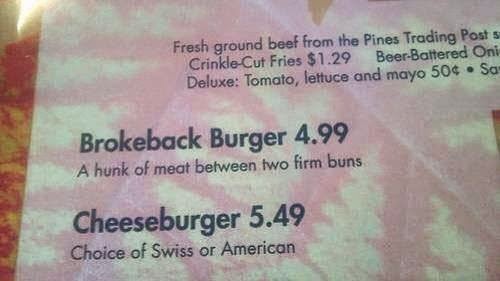 Fresh ground beef from the Pines Trading Post
Crinkle-Cut Fries $1.29 Beer-Battered
Deluxe: Tomato, lettuce and mayo 50¢ •
Brokeback Burger 4.99
A hunk of meat between two firm buns
Cheeseburger 5.49
Choice of Swiss or American